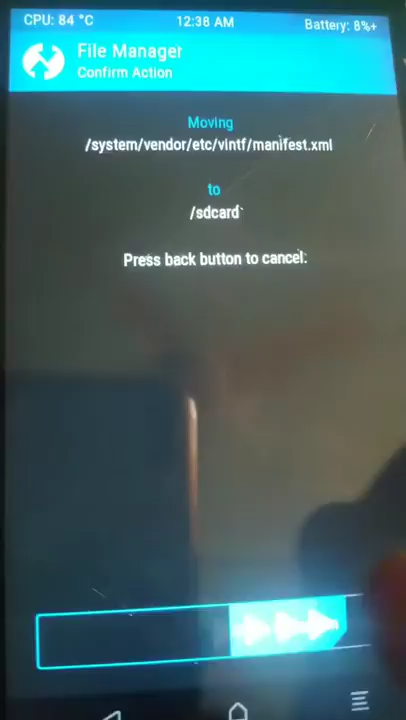 CPU: 84 °C 12:38 AM Battery: 8%+
File Manager
Confirm Action
Moving
/system/vendor/etc/vintf/manifest.xml
to
/sdcard
Press back button to cancel.